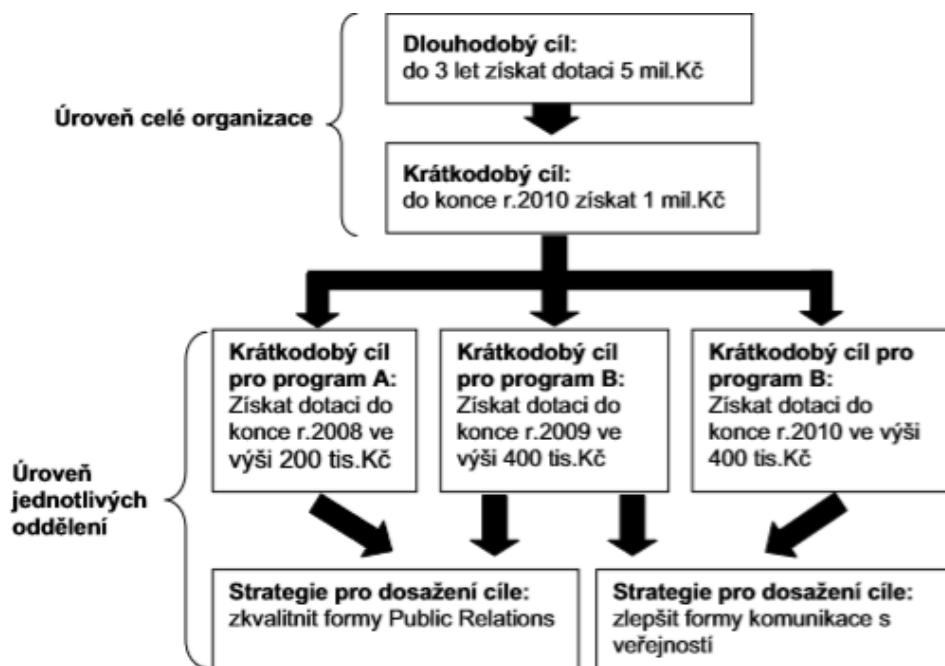 Dlouhodobý cíl:
do 3 let získat dotaci 5 mil.Kč
Úroveň celé organizace
Krátkodobý cíl:
do konce r.2010 získat 1 mil.Kč
Krátkodobý cíl
pro program A:
Získat dotaci do
konce r.2008 ve
výši 200 tis.Kč
Krátkodobý cíl
pro program B:
Získat dotaci do
konce r.2009 ve
výši 400 tis.Kč
Krátkodobý cíl pro
program B:
Získat dotaci do
konce r.2010 ve výši
400 tis.Kč
Úroveň
jednotlivých
oddělení
Strategie pro dosažení cíle:
zkvalitnit formy Public Relations
Strategie pro dosažení cíle:
zlepšit formy komunikace s
veřejností